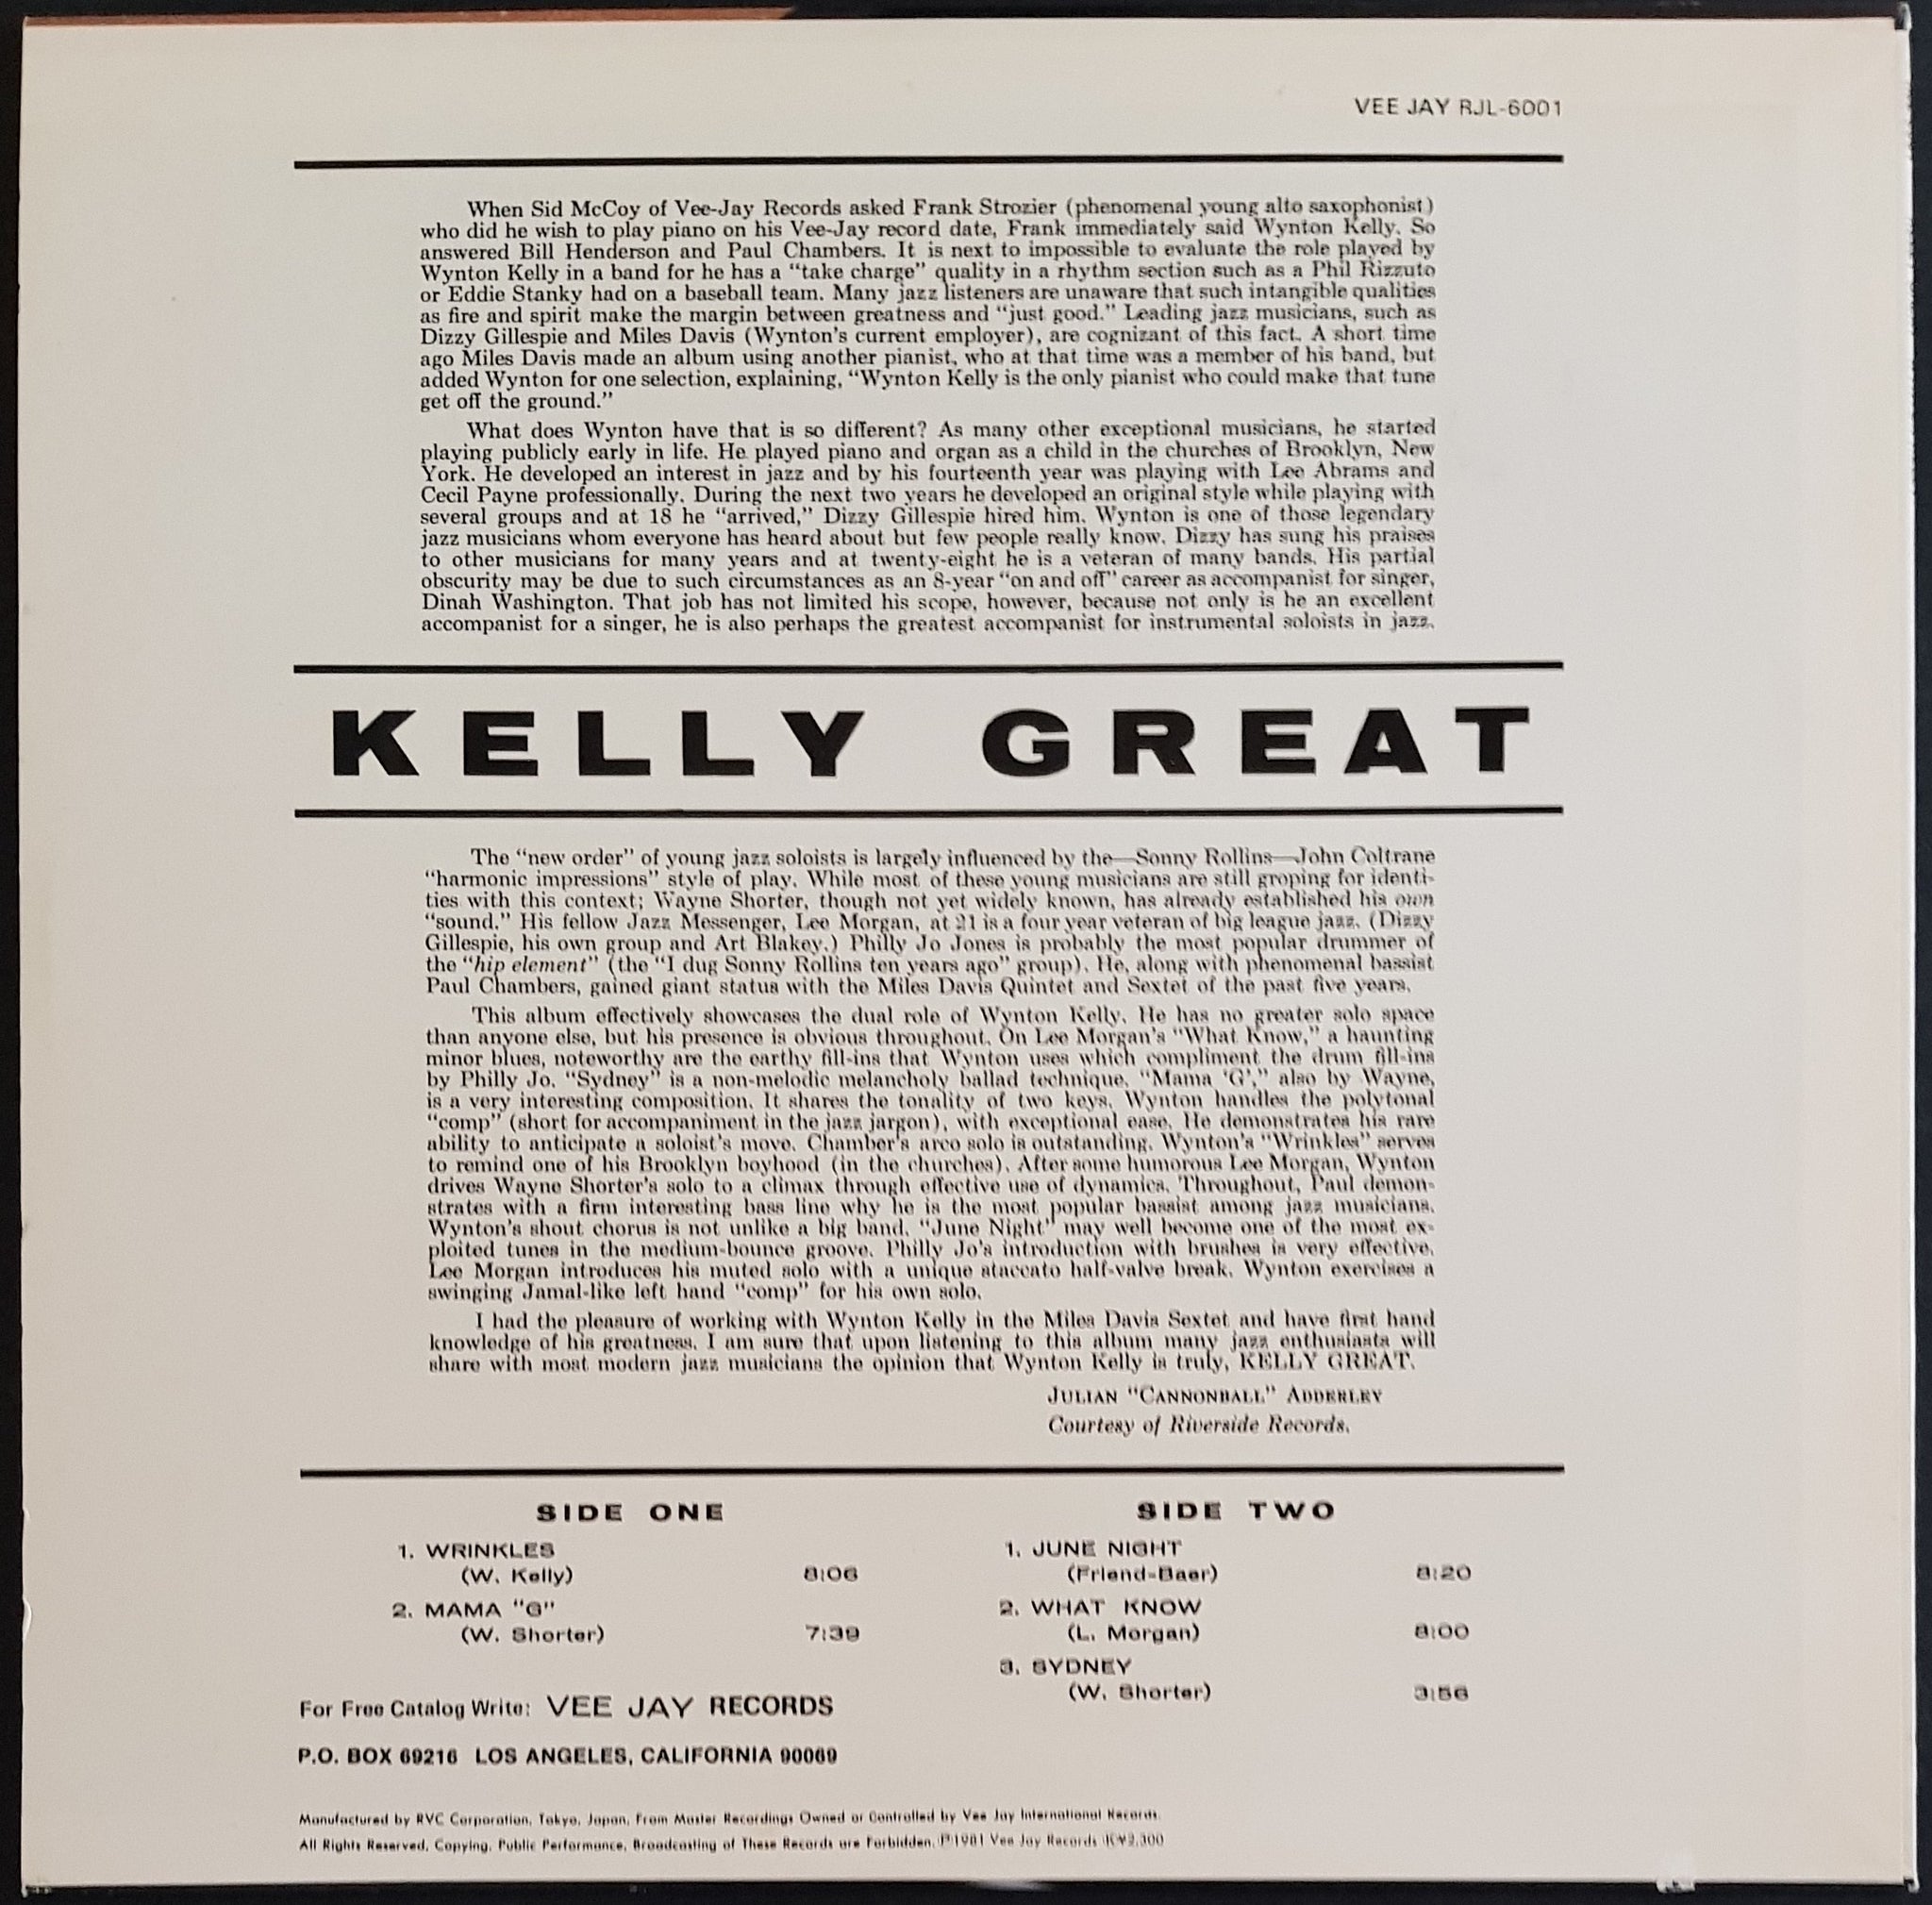 VEE JAY RJL-6001
When Sid McCoy of Vee-Jay Records asked Frank Strozier (phenomenal young alto saxophonist)
who did he wish to play piano on his Vee-Jay record date, Frank immediately said Wynton Kelly. So
answered Bill Henderson and Paul Chambers. It is next to impossible to evaluate the role played by
Wynton Kelly in a band for he has a “take charge” quality in a rhythm section such as a Phil Rizzuto
or Eddie Stanky had on a baseball team. Many jazz listeners are unaware that such intangible qualities
as fire and spirit make the margin between greatness and “just good.” Leading jazz musicians, such as
Dizzy Gillespie and Miles Davis (Wynton's current employer), are cognizant of this fact. A short time
ago Miles Davis made an album using another pianist, who at that time was a member of his band, but
added Wynton for one selection, explaining, “Wynton Kelly is the only pianist who could make that tune
get off the ground.”
What does Wynton have that is so different? As many other exceptional musicians, he started
playing publicly early in life. He played piano and organ as a child in the churches of Brooklyn, New
York. He developed an interest in jazz and by his fourteenth year was playing with Lee Abrams and
Cecil Payne professionally. During the next two years he developed an original style while playing with
several groups and at 18 he “arrived,” Dizzy Gillespie hired him. Wynton is one of those legendary
jazz musicians whom everyone has heard about but few people really know. Dizzy has sung his praises
to other musicians for many years and at twenty-eight he is a veteran of many bands. His partial
obscurity may be due to such circumstances as an 8-year “on and off” career as accompanist for singer,
Dinah Washington. That job has not limited his scope, however, because not only is he an excellent
accompanist for a singer, he is also perhaps the greatest accompanist for instrumental soloists in jazz.
KELLY GREAT
The “new order” of young jazz soloists is largely influenced by the—Sonny Rollins—John Coltrane
“harmonic impressions” style of play. While most of these young musicians are still groping for identi-
ties with this context; Wayne Shorter, though not yet widely known, has already established his own
“sound.” His fellow Jazz Messenger, Lee Morgan, at 21 is a four year veteran of big league jazz. (Dizzy
Gillespie, his own group and Art Blakey.) Philly Jo Jones is probably the most popular drummer of
the “hip element” (the “I dug Sonny Rollins ten years ago” group). He, along with phenomenal bassist
Paul Chambers, gained giant status with the Miles Davis Quintet and Sextet of the past five years.
This album effectively showcases the dual role of Wynton Kelly. He has no greater solo space
than anyone else, but his presence is obvious throughout. On Lee Morgan's “What Know,” a haunting
minor blues, noteworthy are the earthy fill-ins that Wynton uses which compliment the drum fill-ins
by Philly Jo. “Sydney” is a non-melodic melancholy ballad technique. “Mama ‘G’,” also by Wayne,
is a very interesting composition. It shares the tonality of two keys. Wynton handles the polytonal
“comp” (short for accompaniment in the jazz jargon), with exceptional ease. He demonstrates his rare
ability to anticipate a soloist's move. Chamber's arco solo is outstanding. Wynton's “Wrinkles” serves
to remind one of his Brooklyn boyhood (in the churches). After some humorous Lee Morgan, Wynton
drives Wayne Shorter's solo to a climax through effective use of dynamics. Throughout, Paul demon-
strates with a firm interesting bass line why he is the most popular bassist among jazz musicians.
Wynton's shout chorus is not unlike a big band. “June Night” may well become one of the most ex-
ploited tunes in the medium-bounce groove. Philly Jo's introduction with brushes is very effective.
Lee Morgan introduces his muted solo with a unique staccato half-valve break. Wynton exercises a
swinging Jamal-like left hand “comp” for his own solo.
I had the pleasure of working with Wynton Kelly in the Miles Davis Sextet and have first hand
knowledge of his greatness. I am sure that upon listening to this album many jazz enthusiasts will
share with most modern jazz musicians the opinion that Wynton Kelly is truly, KELLY GREAT.
JULIAN “CANNONBALL” ADDERLEY
Courtesy of Riverside Records.
SIDE ONE
1. WRINKLES
(W. Kelly) 8:06
2. MAMA "G"
(W. Shorter) 7:39
SIDE TWO
1. JUNE NIGHT
(Friend-Baer) 8:20
2. WHAT KNOW
(L. Morgan) 8:00
3. SYDNEY
(W. Shorter) 3:56
For Free Catalog Write: VEE JAY RECORDS
P.O. BOX 69216 LOS ANGELES, CALIFORNIA 90069
Manufactured by RVC Corporation, Tokyo, Japan, From Master Recordings Owned or Controlled by Vee Jay International Records.
All Rights Reserved, Copying, Public Performance, Broadcasting of These Records are Forbidden. ℗1981 Vee Jay Records ¥2,300